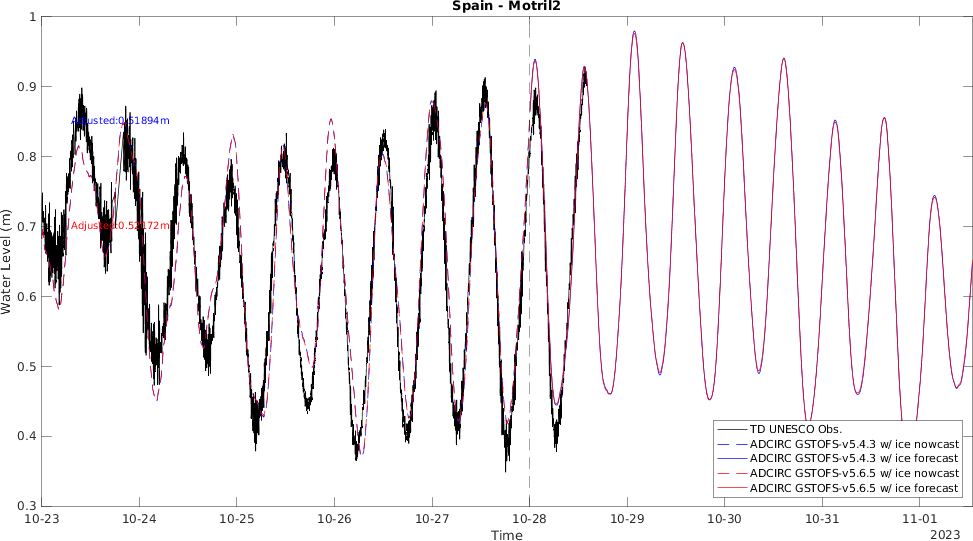 Spain - Motril2
1
0.9
0.8
0.7
0.6
0.5
0.4
0.3
Water Level (m)
Adjusted:0.51894m
Adjusted:0.52172m
TD UNESCO Obs.
ADCIRC GSTOFS-v5.4.3 w/ ice nowcast
ADCIRC GSTOFS-v5.4.3 w/ ice forecast
ADCIRC GSTOFS-v5.6.5 w/ ice nowcast
ADCIRC GSTOFS-v5.6.5 w/ ice forecast
10-23 10-24 10-25 10-26 10-27 10-28 10-29 10-30 10-31 11-01
Time
2023